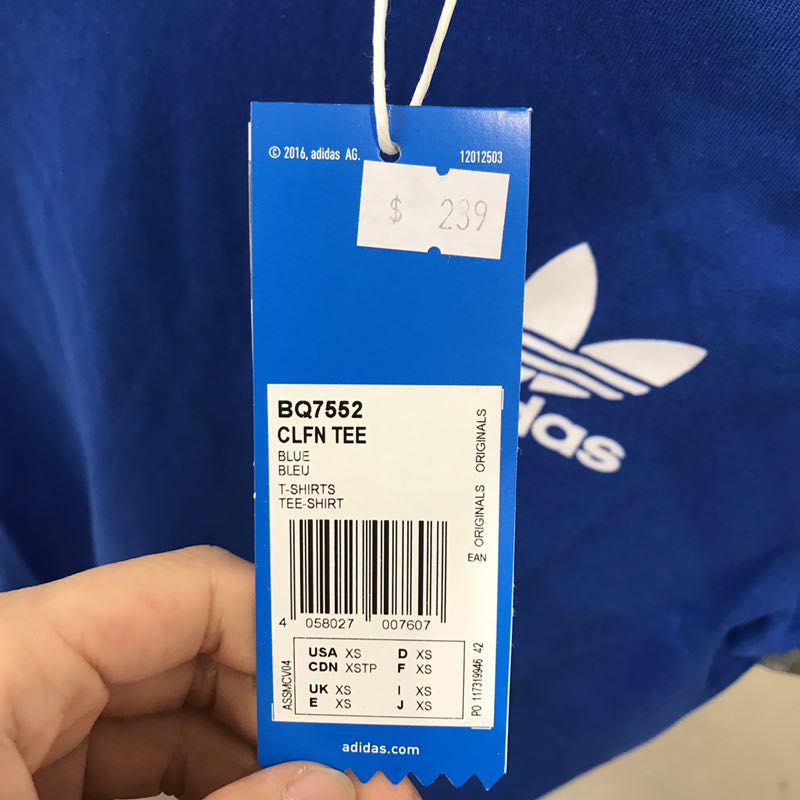 © 2016, adidas AG.
12012503
$ 239
BQ7552
CLFN TEE
BLUE
BLEU
T-SHIRTS
TEE-SHIRT
ORIGINALS ORIGINALS
EAN
4 058027 007607
USA XS D XS
CDN XSTP F XS
UK XS I XS
E XS J XS
ASSMCV04
PO 117319946 42
adidas.com
adidas